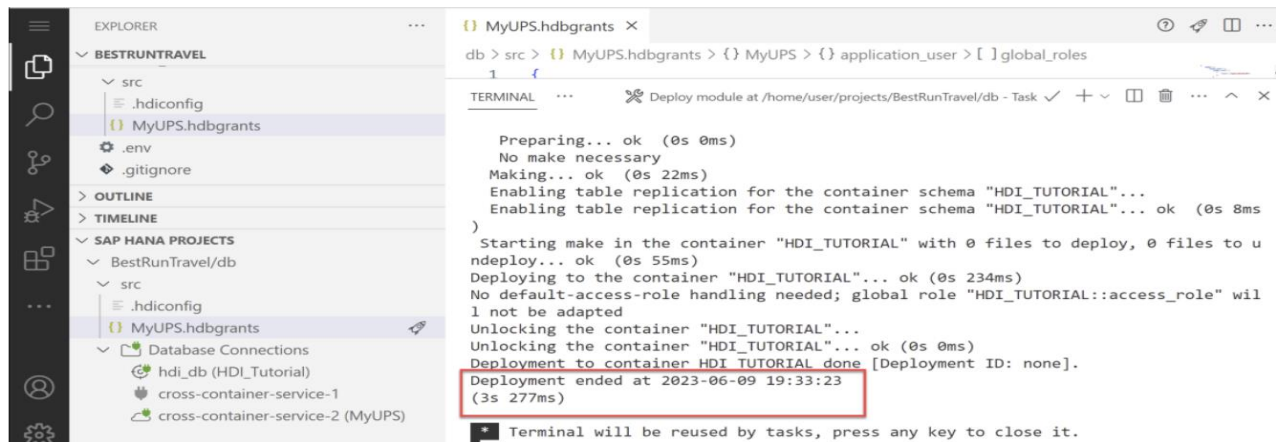 EXPLORER
BESTRUNTRAVEL
src
.hdiconfig
{} MyUPS.hdbgrants
.env
.gitignore
OUTLINE
TIMELINE
SAP HANA PROJECTS
BestRunTravel/db
src
.hdiconfig
{} MyUPS.hdbgrants
Database Connections
hdi_db (HDI_Tutorial)
cross-container-service-1
cross-container-service-2 (MyUPS)
{} MyUPS.hdbgrants ×
db > src > {} MyUPS.hdbgrants > {} MyUPS > {} application_user > [ ] global_roles
1 {
TERMINAL ··· Deploy module at /home/user/projects/BestRunTravel/db - Task ✓
Preparing... ok (0s 0ms)
No make necessary
Making... ok (0s 22ms)
Enabling table replication for the container schema "HDI_TUTORIAL"...
Enabling table replication for the container schema "HDI_TUTORIAL"... ok (0s 8ms
)
Starting make in the container "HDI_TUTORIAL" with 0 files to deploy, 0 files to u
ndeploy... ok (0s 55ms)
Deploying to the container "HDI_TUTORIAL"... ok (0s 234ms)
No default-access-role handling needed; global role "HDI_TUTORIAL::access_role" wil
l not be adapted
Unlocking the container "HDI_TUTORIAL"...
Unlocking the container "HDI_TUTORIAL"... ok (0s 0ms)
Deployment to container HDI_TUTORIAL done [Deployment ID: none].
Deployment ended at 2023-06-09 19:33:23
(3s 277ms)
* Terminal will be reused by tasks, press any key to close it.